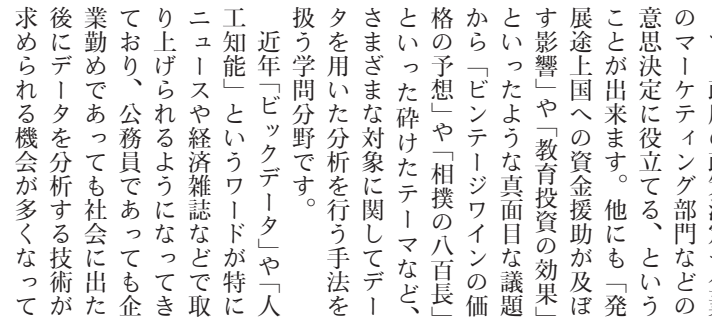 のマーケティング部門などの
意思決定に役立てる、という
ことが出来ます。他にも「発
展途上国への資金援助が及ぼ
す影響」や「教育投資の効果」
といったような真面目な議題
から「ビンテージワインの価
格の予想」や「相撲の八百長」
といった砕けたテーマなど、
さまざまな対象に関してデー
タを用いた分析を行う手法を
扱う学問分野です。
近年「ビックデータ」や「人
工知能」というワードが特に
ニュースや経済雑誌などで取
り上げられるようになってき
ており、公務員であっても企
業勤めであっても社会に出た
後にデータを分析する技術が
求められる機会が多くなって